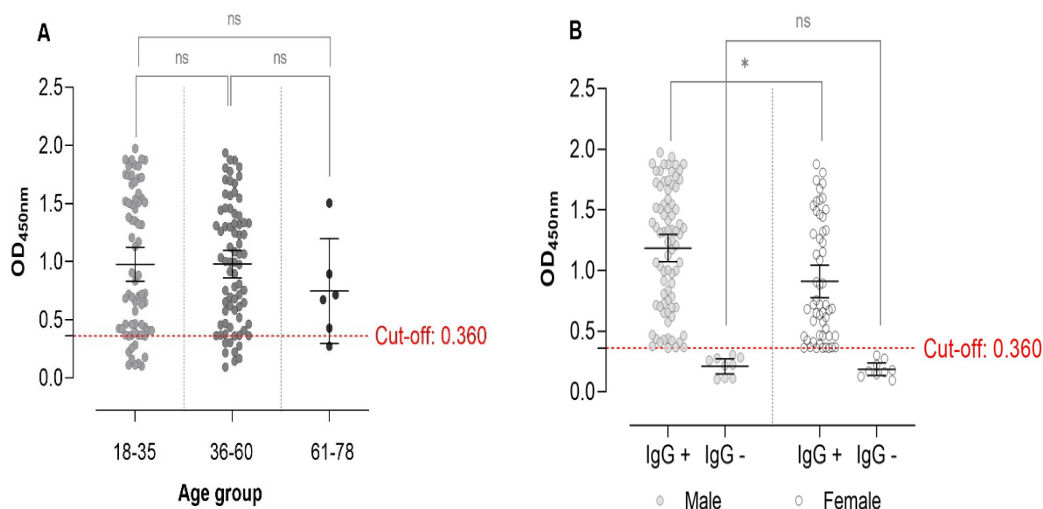 A
ns
ns
ns
OD450nm
2.5
2.0
1.5
1.0
0.5
0.0
Cut-off: 0.360
18-35
36-60
61-78
Age group
B
ns
*
OD450nm
2.5
2.0
1.5
1.0
0.5
0.0
Cut-off: 0.360
IgG +
IgG -
IgG +
IgG -
Male
Female